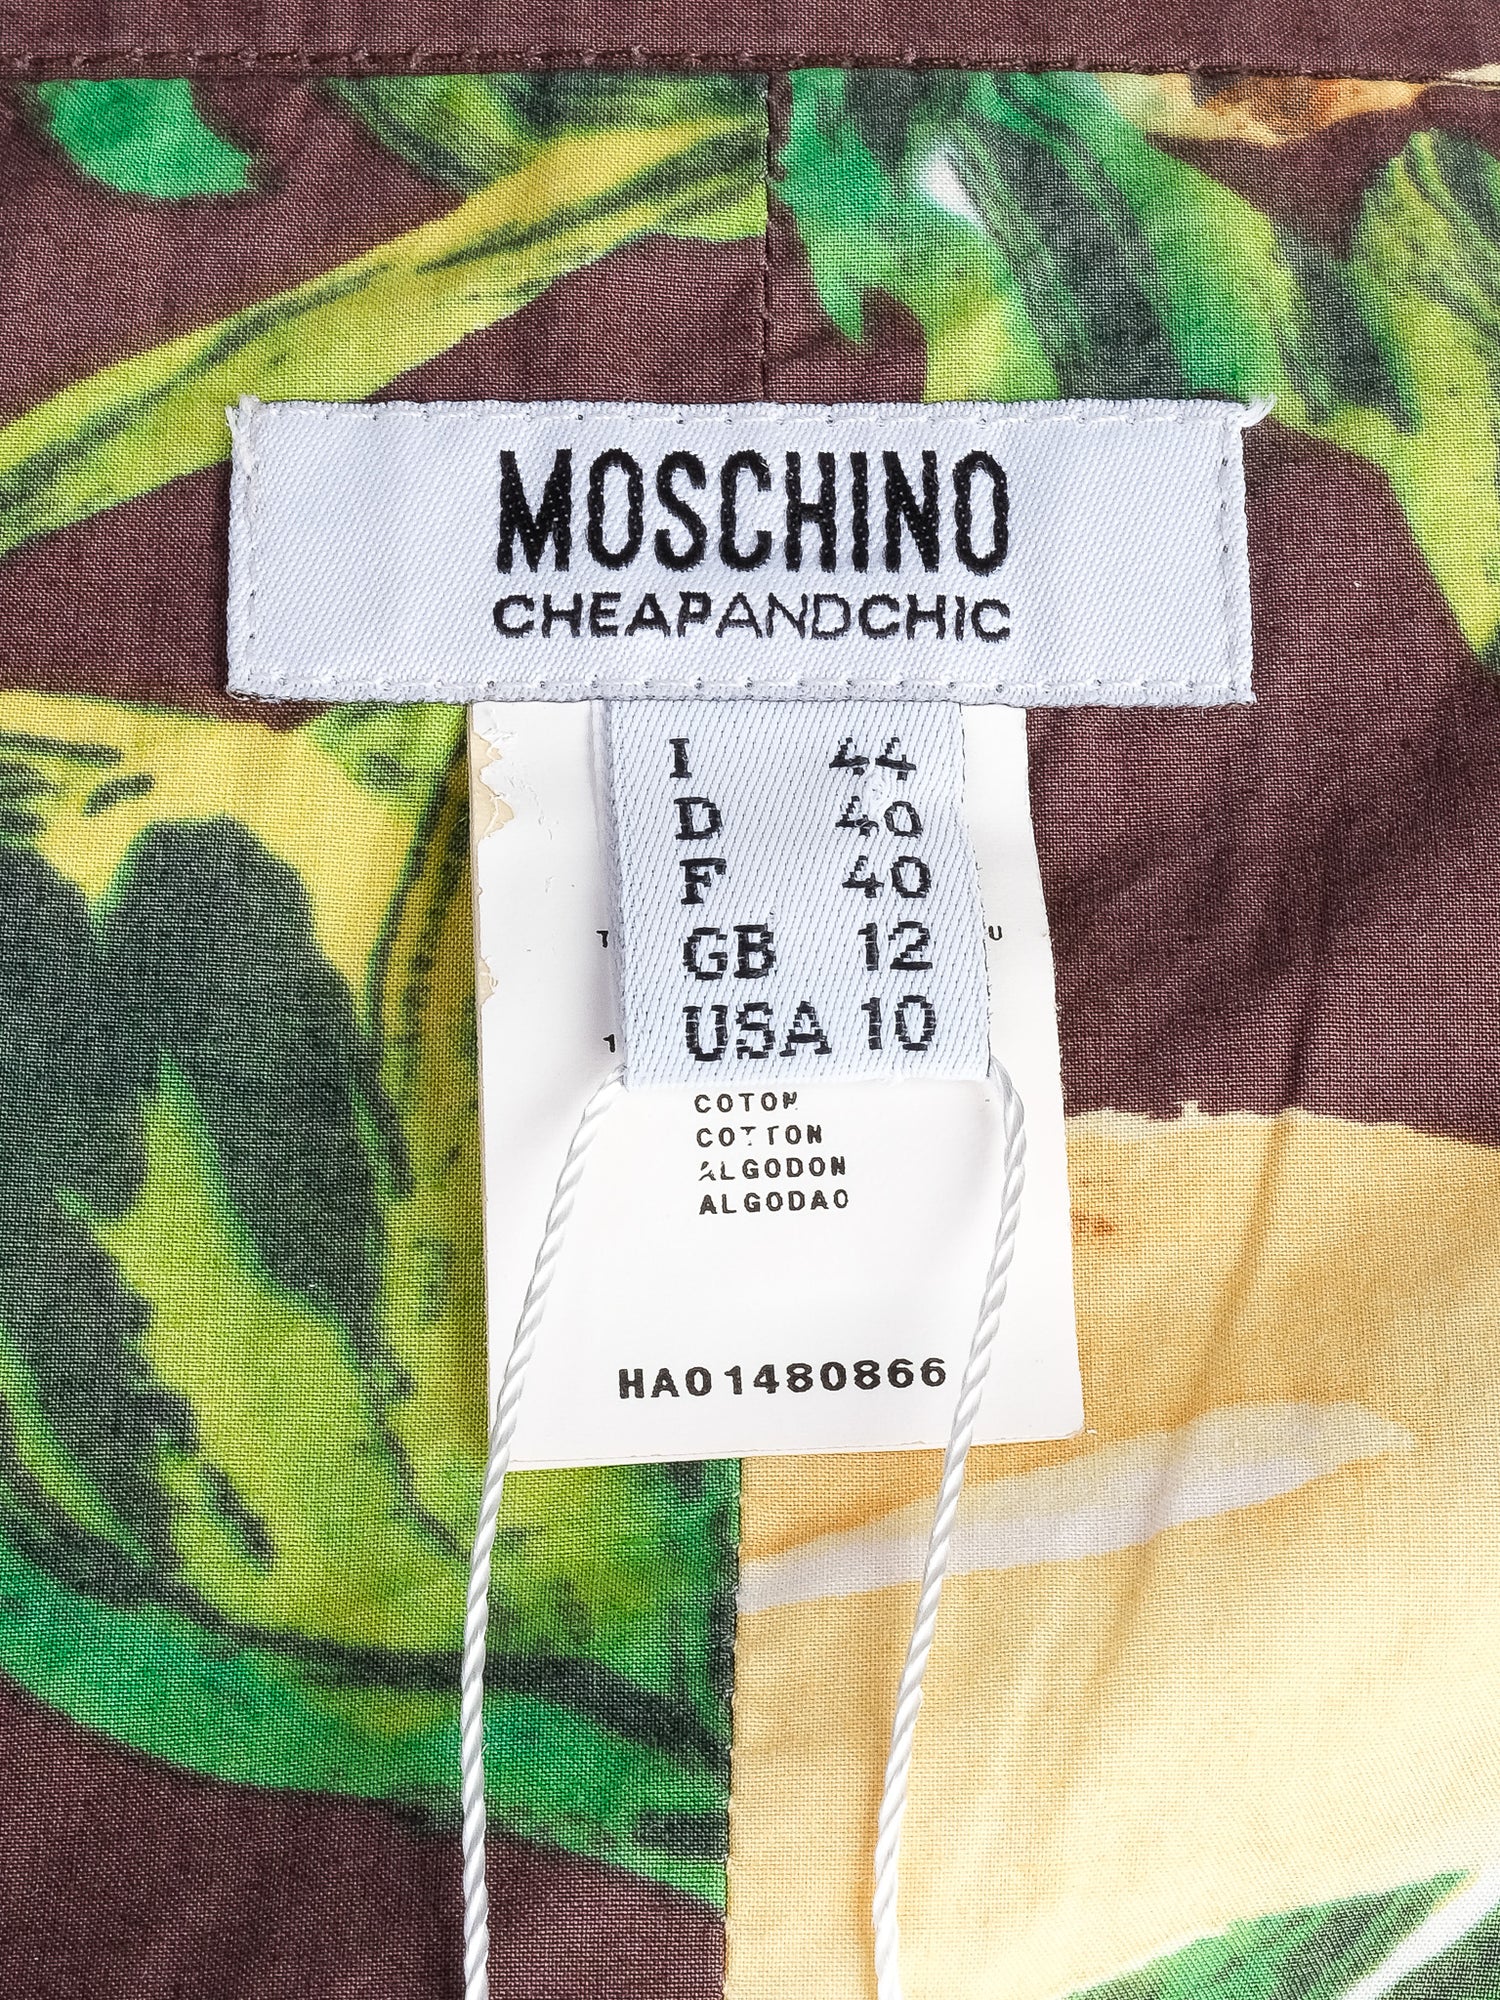 MOSCHINO
CHEAPANDCHIC
I 44
D 40
F 40
GB 12
USA 10
COTON
COTTON
ALGODON
ALGODAO
HA01480866